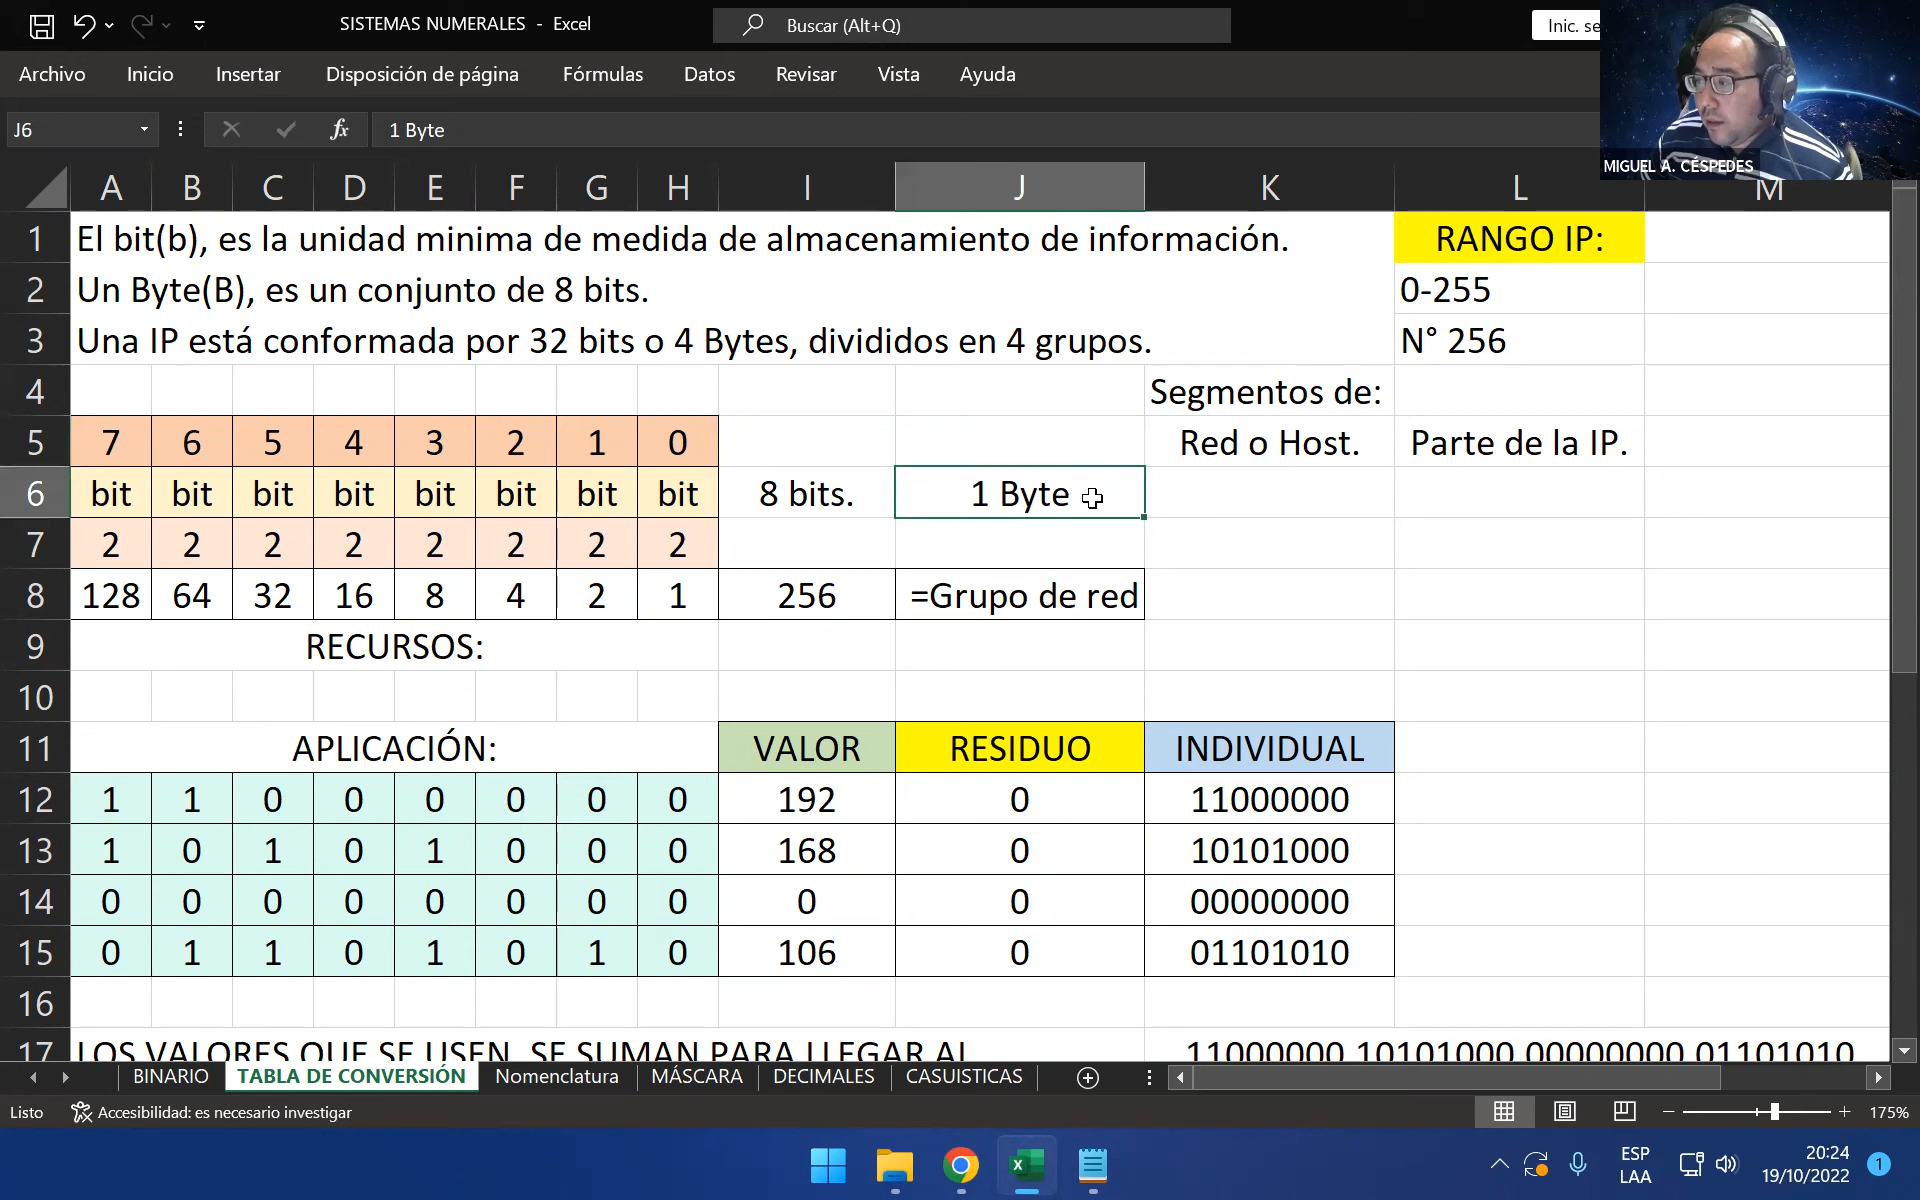 SISTEMAS NUMERALES - Excel
Buscar (Alt+Q)
Inic. se
Archivo Inicio Insertar Disposición de página Fórmulas Datos Revisar Vista Ayuda
MIGUEL A. CÉSPEDES
J6 fx 1 Byte
A B C D E F G H I J K L M
1 El bit(b), es la unidad minima de medida de almacenamiento de información. RANGO IP:
2 Un Byte(B), es un conjunto de 8 bits. 0-255
3 Una IP está conformada por 32 bits o 4 Bytes, divididos en 4 grupos. N° 256
4 Segmentos de:
5 7 6 5 4 3 2 1 0 Red o Host. Parte de la IP.
6 bit bit bit bit bit bit bit bit 8 bits. 1 Byte
7 2 2 2 2 2 2 2 2
8 128 64 32 16 8 4 2 1 256 =Grupo de red
9 RECURSOS:
10
11 APLICACIÓN: VALOR RESIDUO INDIVIDUAL
12 1 1 0 0 0 0 0 0 192 0 11000000
13 1 0 1 0 1 0 0 0 168 0 10101000
14 0 0 0 0 0 0 0 0 0 0 00000000
15 0 1 1 0 1 0 1 0 106 0 01101010
16
17 LOS VALORES QUE SE USEN, SE SUMAN PARA LLEGAR AL 11000000.10101000.00000000.01101010
BINARIO TABLA DE CONVERSIÓN Nomenclatura MÁSCARA DECIMALES CASUISTICAS
Listo Accesibilidad: es necesario investigar 175%
ESP
LAA
20:24
19/10/2022
1